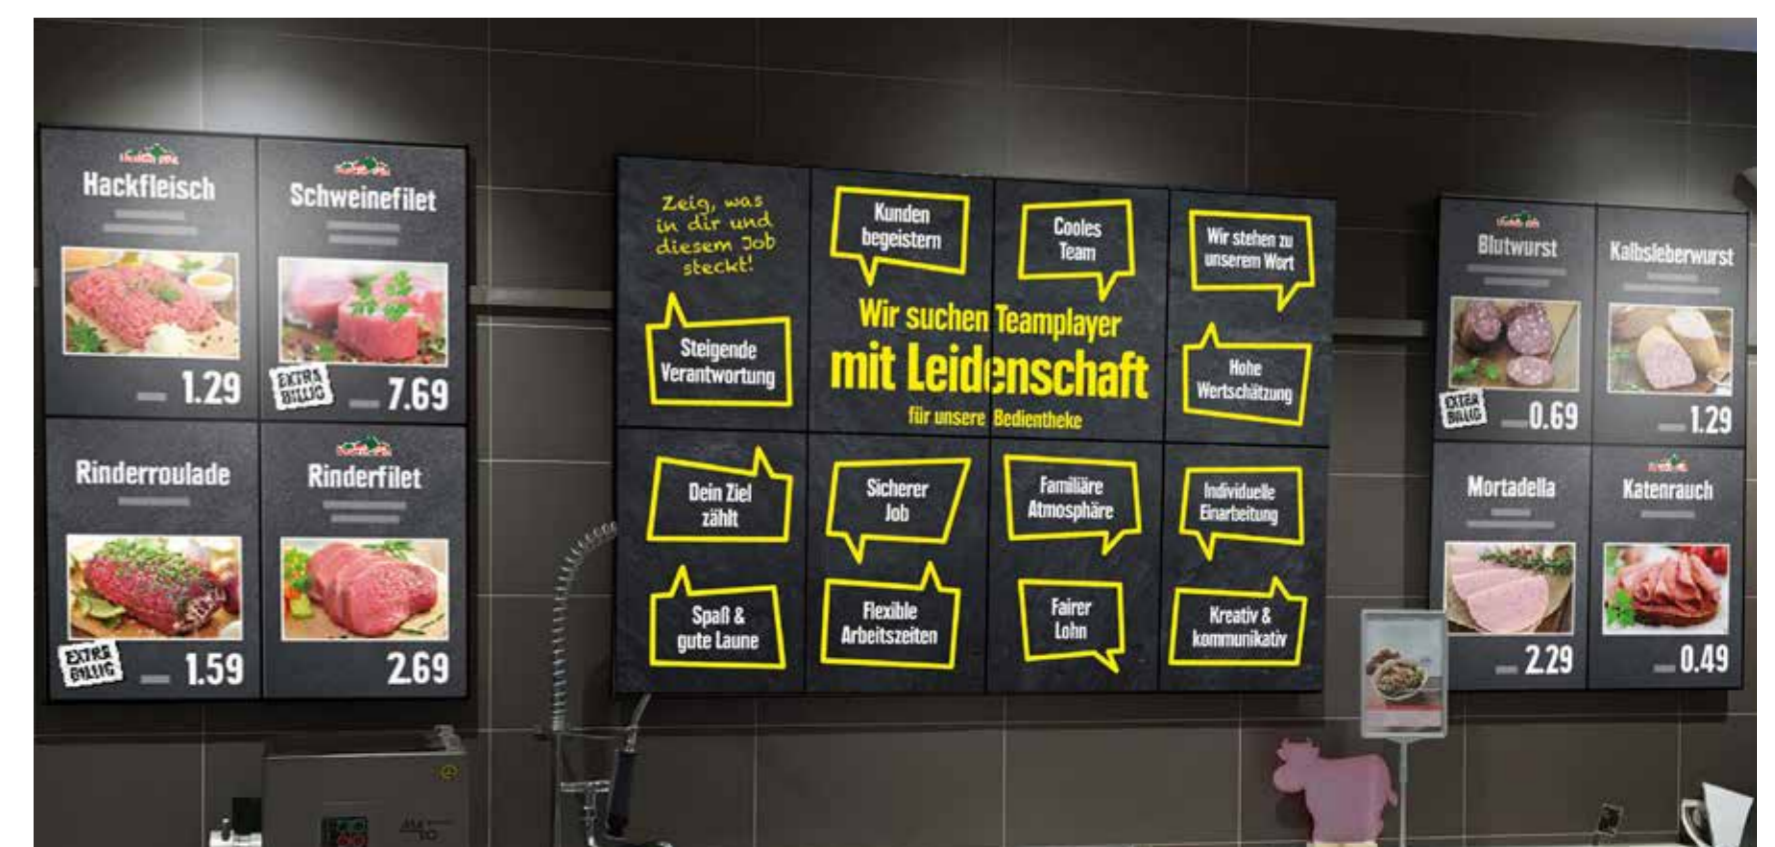 Hackfleisch
1.29
Schweinefilet
EXTRA
BILLIG
7.69
Rinderroulade
EXTRA
BILLIG
1.59
Rinderfilet
2.69
Zeig, was
in dir und
diesem Job
steckt!
Kunden
begeistern
Cooles
Team
Wir stehen zu
unserem Wort
Steigende
Verantwortung
Wir suchen Teamplayer
mit Leidenschaft
für unsere Bedientheke
Hohe
Wertschätzung
Dein Ziel
zählt
Sicherer
Job
Familiäre
Atmosphäre
Individuelle
Einarbeitung
Spaß &
gute Laune
Flexible
Arbeitszeiten
Fairer
Lohn
Kreativ &
kommunikativ
Blutwurst
EXTRA
BILLIG
0.69
Kalbsleberwurst
1.29
Mortadella
2.29
Katenrauch
0.49